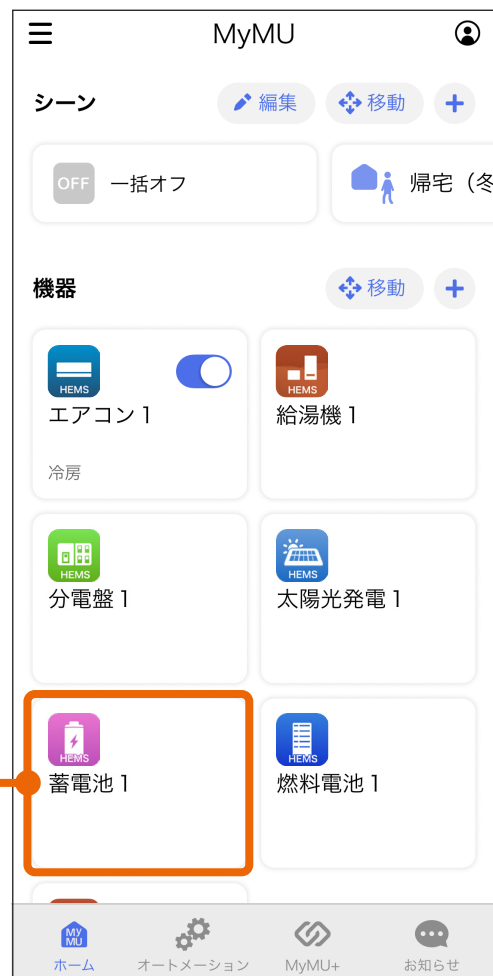 MyMU
シーン
編集
移動
OFF
一括オフ
帰宅（冬
機器
移動
HEMS
エアコン 1
冷房
HEMS
給湯機 1
HEMS
分電盤 1
HEMS
太陽光発電 1
HEMS
蓄電池 1
HEMS
燃料電池 1
MY
MU
ホーム
オートメーション
MyMU+
お知らせ